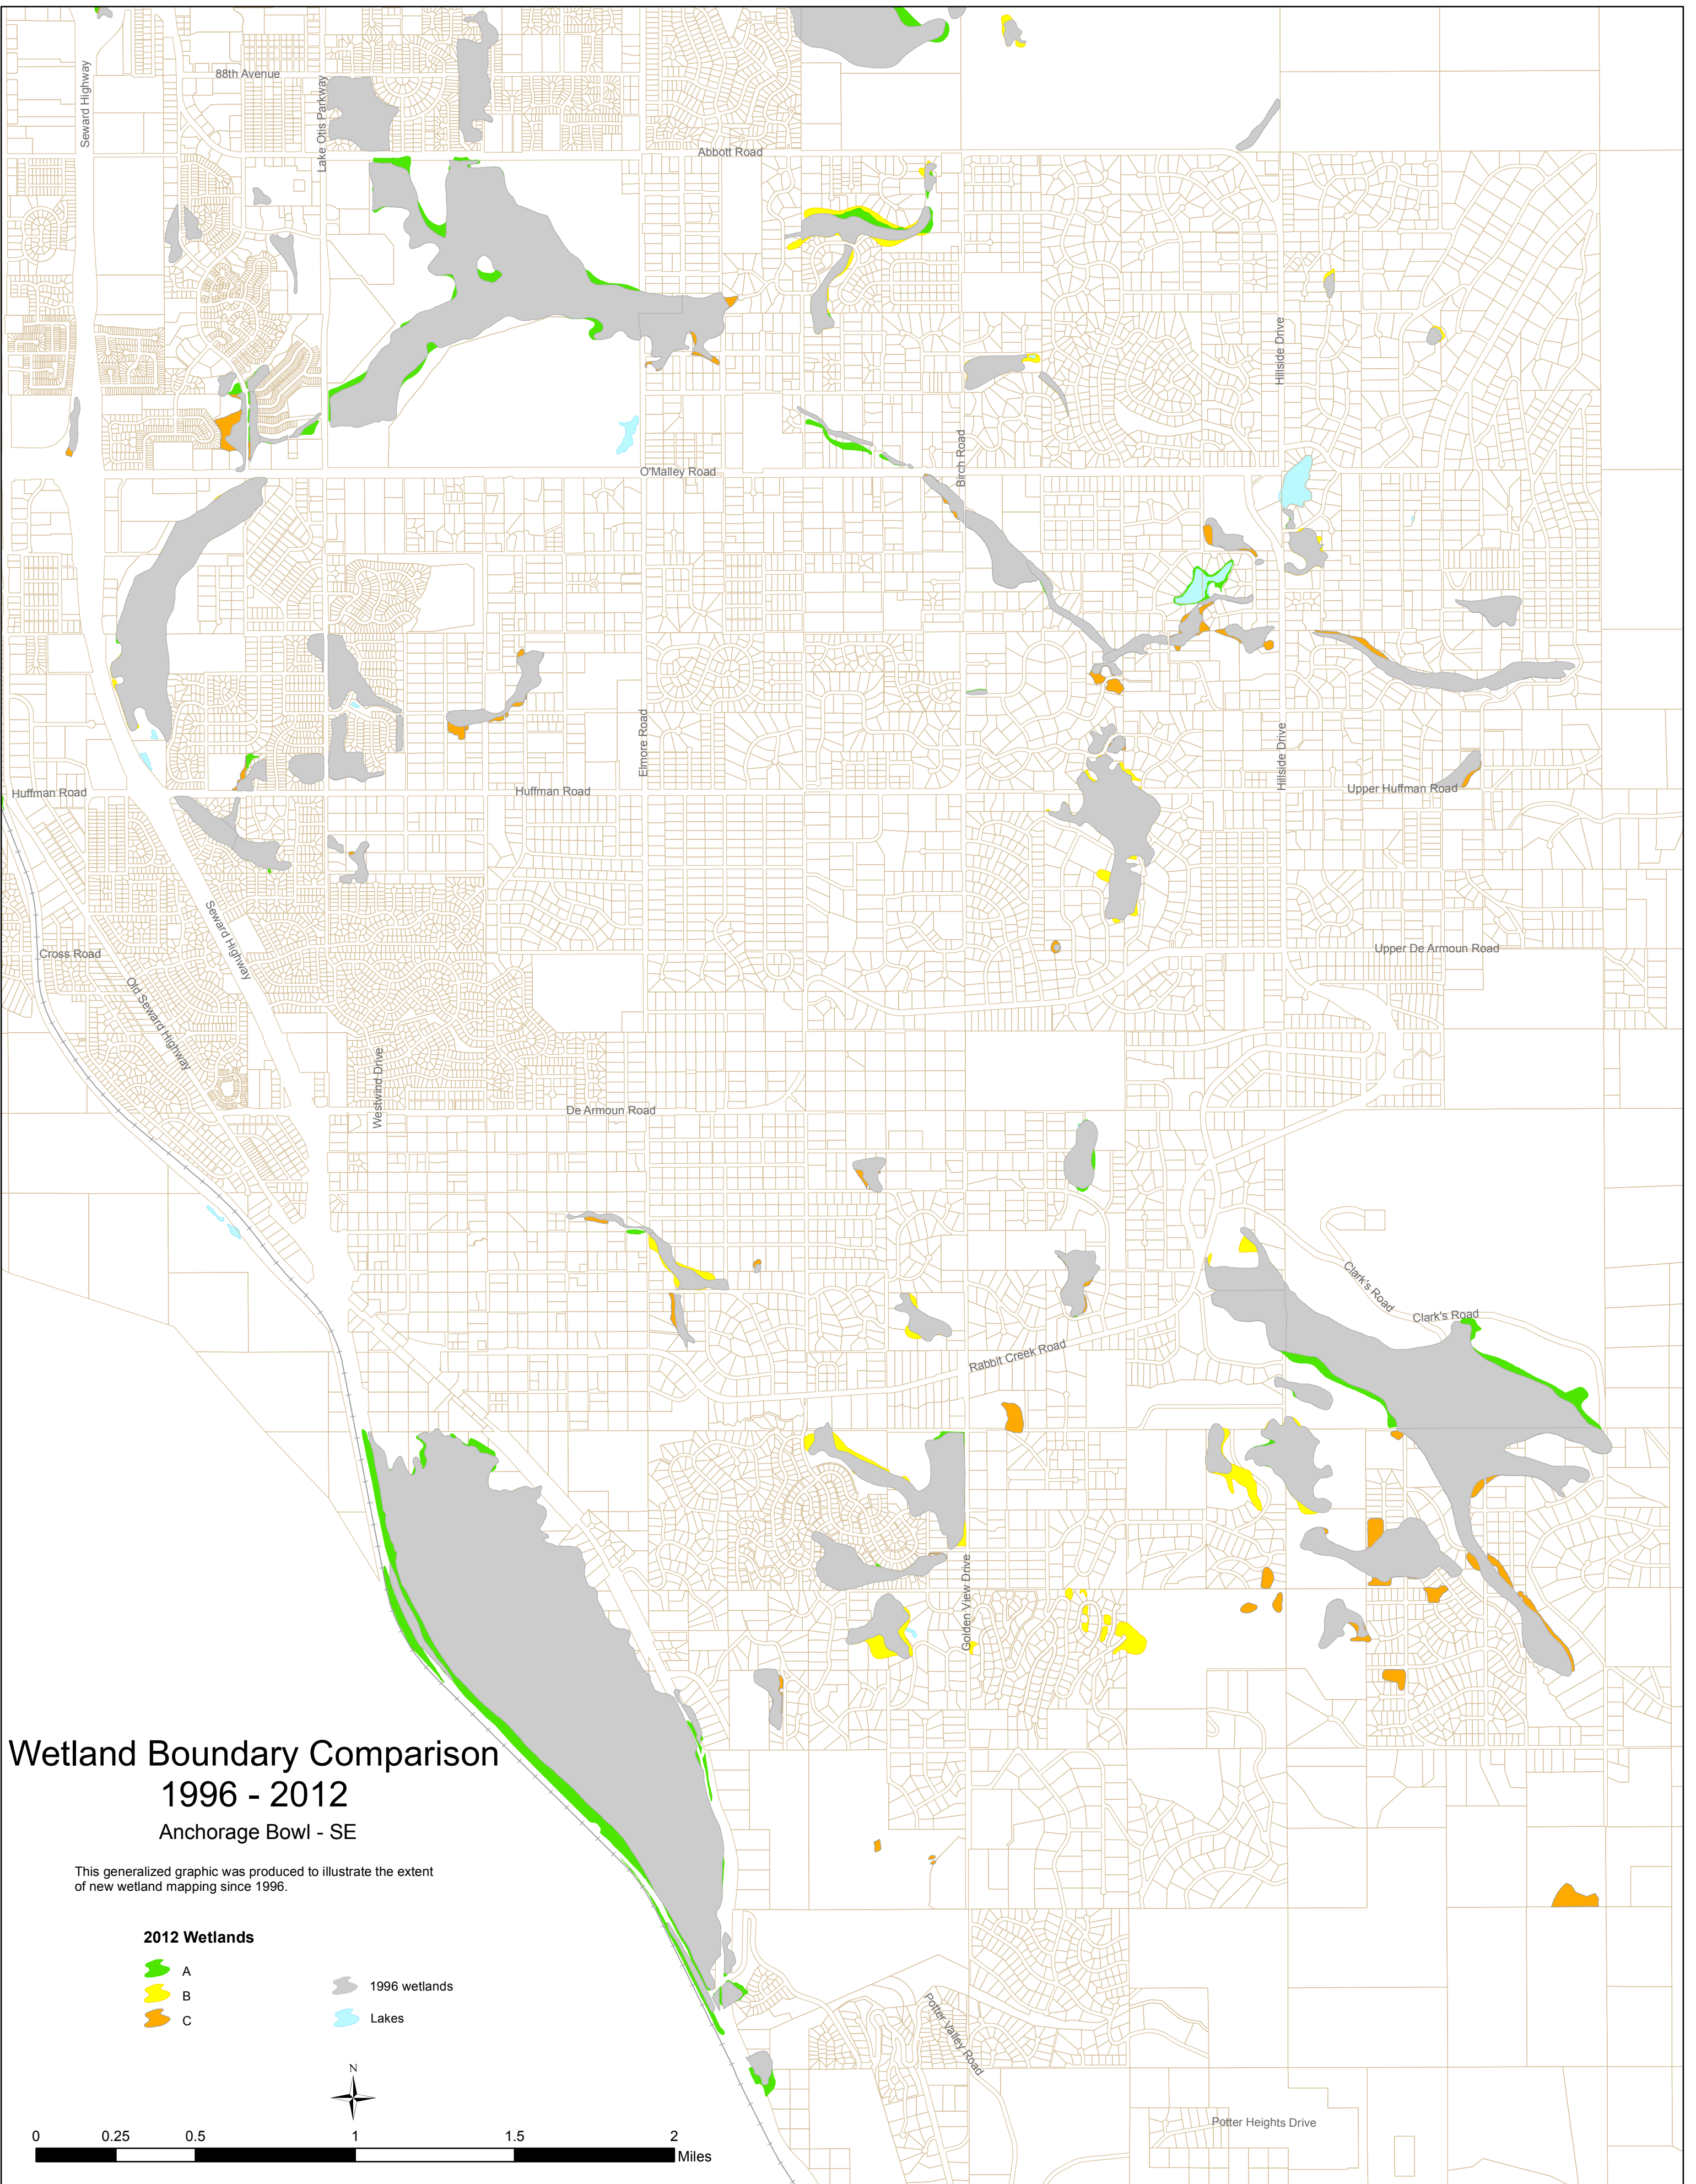 88th Avenue
Seward Highway
Lake Otis Parkway
Abbott Road
Hillside Drive
Birch Road
O'Malley Road
Elmore Road
Hillside Drive
Huffman Road
Huffman Road
Upper Huffman Road
Seward Highway
Cross Road
Upper De Armoun Road
Old Seward Highway
Westwind Drive
De Armoun Road
Clark's Road
Clark's Road
Rabbit Creek Road
Golden View Drive
Wetland Boundary Comparison
1996 - 2012
Anchorage Bowl - SE
This generalized graphic was produced to illustrate the extent
of new wetland mapping since 1996.
2012 Wetlands
A
B
C
1996 wetlands
Lakes
Potter Valley Road
Potter Heights Drive
N
0 0.25 0.5 1 1.5 2
Miles